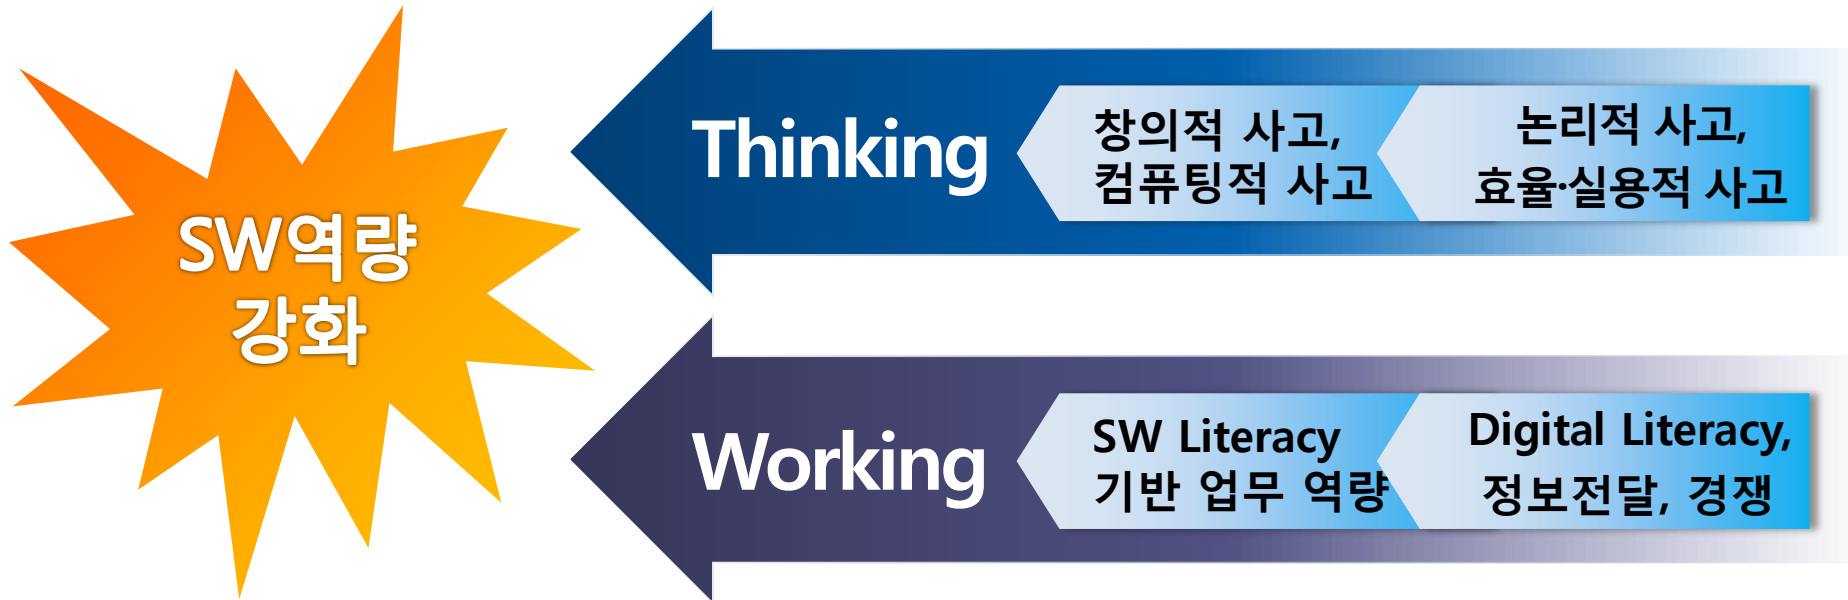 SW역량
강화
Thinking
창의적 사고,
컴퓨팅적 사고
논리적 사고,
효율·실용적 사고
Working
SW Literacy
기반 업무 역량
Digital Literacy,
정보전달, 경쟁